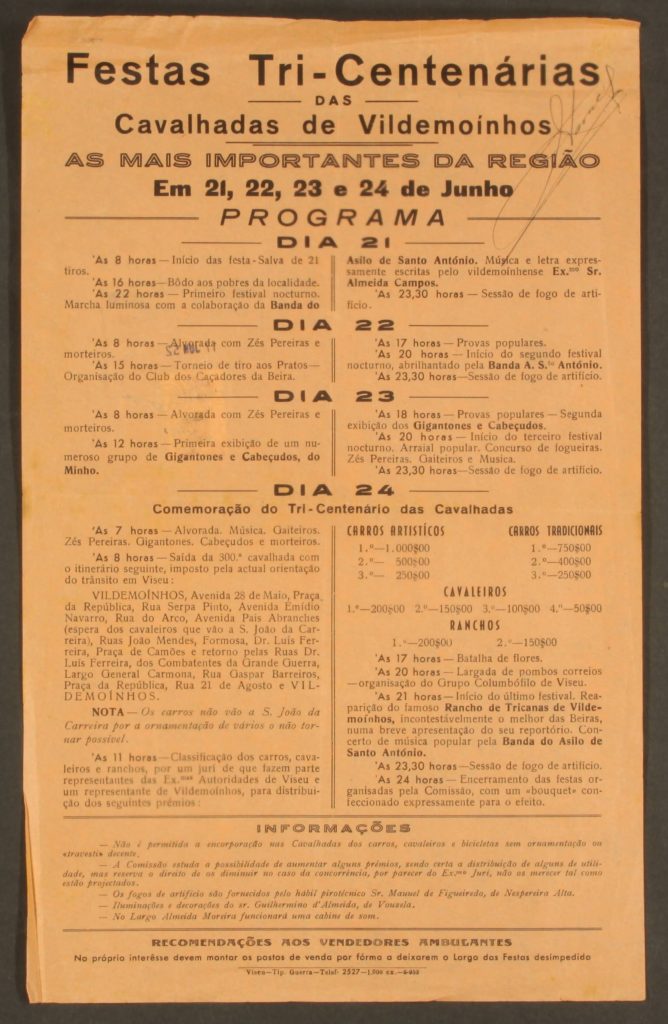 Festas Tri-Centenárias
DAS
Cavalhadas de Vildemoínhos
AS MAIS IMPORTANTES DA REGIÃO
Em 21, 22, 23 e 24 de Junho
PROGRAMA
DIA 21
'As 8 horas — Início das festa - Salva de 21
tiros.
'As 16 horas — Bôdo aos pobres da localidade.
'As 22 horas — Primeiro festival nocturno.
Marcha luminosa com a colaboração da Banda do
Asilo de Santo António. Música e letra expres-
samente escritas pelo vildemoínhense Ex.mo Sr.
Almeida Campos.
'As 23,30 horas — Sessão de fogo de arti-
fício.
DIA 22
'As 8 horas — Alvorada com Zés Pereiras e
morteiros.
'As 15 horas — Torneio de tiro aos Pratos —
Organisação do Club dos Caçadores da Beira.
'As 17 horas — Provas populares.
'As 20 horas — Início do segundo festival
nocturno, abrilhantado pela Banda A. S.to António.
'As 23,30 horas — Sessão de fogo de artifício.
DIA 23
'As 8 horas — Alvorada com Zés Pereiras e
morteiros.
'As 12 horas — Primeira exibição de um nu-
meroso grupo de Gigantones e Cabeçudos, do
Minho.
'As 18 horas — Provas populares — Segunda
exibição dos Gigantones e Cabeçudos.
'As 20 horas — Início do terceiro festival
nocturno. Arraial popular. Concurso de fogueiras.
Zés Pereiras. Gaiteiros e Musica.
'As 23,30 horas — Sessão de fogo de artifício.
DIA 24
Comemoração do Tri-Centenário das Cavalhadas
'As 7 horas — Alvorada. Música. Gaiteiros.
Zés Pereiras. Gigantones. Cabeçudos e morteiros.
'As 8 horas — Saída da 300.ª cavalhada com
o itinerário seguinte, imposto pela actual orientação
do trânsito em Viseu :
VILDEMOÍNHOS, Avenida 28 de Maio, Praça
da República, Rua Serpa Pinto, Avenida Emídio
Navarro, Rua do Arco, Avenida Pais Abranches
(espera dos cavaleiros que vão a S. João da Car-
reira), Ruas João Mendes, Formosa, Dr. Luís Fer-
reira, Praça de Camões e retorno pelas Ruas Dr.
Luís Ferreira, dos Combatentes da Grande Guerra,
Largo General Carmona, Rua Gaspar Barreiros,
Praça da República, Rua 21 de Agosto e VIL-
DEMOÍNHOS.
NOTA — Os carros não vão a S. João da
Carreira por a ornamentação de vários o não tor-
nar possível.
'As 11 horas — Classificação dos carros, cava-
leiros e ranchos, por um juri de que fazem parte
representantes das Ex.mas Autoridades de Viseu e
um representante de Vildemoínhos, para distribui-
ção dos seguintes prémios :
CARROS ARTISTÍCOS
1.º — 1.000$00
2.º — 500$00
3.º — 250$00
CARROS TRADICIONAIS
1.º — 750$00
2.º — 400$00
3.º — 250$00
CAVALEIROS
1.º — 200$00 2.º — 150$00 3.º — 100$00 4.º — 50$00
RANCHOS
1.º — 200$00 2.º — 150$00
'As 17 horas — Batalha de flores.
'As 20 horas — Largada de pombos correios
— organisação do Grupo Columbófilo de Viseu.
'As 21 horas — Início do último festival. Rea-
parição do famoso Rancho de Tricanas de Vilde-
moínhos, incontestávelmente o melhor das Beiras,
numa breve apresentação do seu reportório. Con-
certo de música popular pela Banda do Asilo de
Santo António.
'As 23,30 horas — Sessão de fogo de artifício.
'As 24 horas — Encerramento das festas or-
ganisadas pela Comissão, com um «bouquet» con-
feccionado expressamente para o efeito.
INFORMAÇÕES
— Não é permitida a encorporação nas Cavalhadas dos carros, cavaleiros e bicicletas sem ornamentação ou
«travesti» decente.
— A Comissão estuda a possibilidade de aumentar alguns prémios, sendo certa a distribuição de alguns de utili-
dade, mas reserva o direito de os diminuir no caso da concorrência, por parecer do Ex.mo Juri, não os merecer tal como
estão projectados.
— Os fogos de artifício são fornecidos pelo hábil pirotécnico Sr. Manuel de Figueiredo, de Nespereira Alta.
— Iluminações e decorações do sr. Guilhermino d'Almeida, de Vouzela.
— No Largo Almeida Moreira funcionará uma cabine de som.
RECOMENDAÇÕES AOS VENDEDORES AMBULANTES
No próprio interêsse devem montar os postos de venda por fórma a deixarem o Largo das Festas desimpedido
Viseu — Tip. Guerra — Telef- 2527 — 1,000 ex. — 6-952